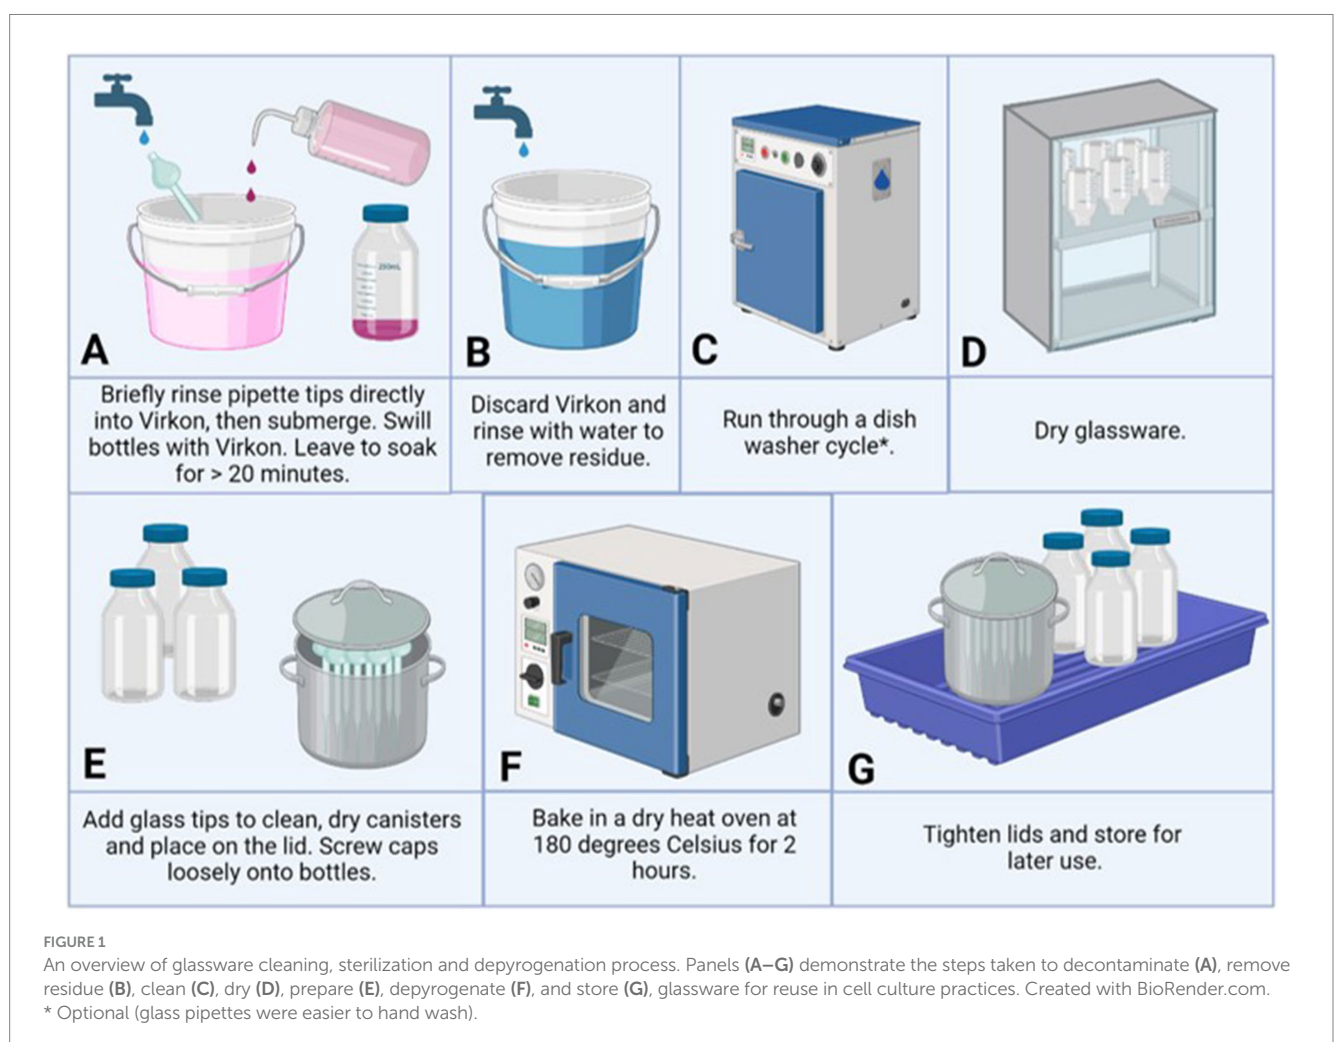 250mL
A
B
C
D
Briefly rinse pipette tips directly
into Virkon, then submerge. Swill
bottles with Virkon. Leave to soak
for > 20 minutes.
Discard Virkon and
rinse with water to
remove residue.
Run through a dish
washer cycle*.
Dry glassware.
E
F
G
Add glass tips to clean, dry canisters
and place on the lid. Screw caps
loosely onto bottles.
Bake in a dry heat oven at
180 degrees Celsius for 2
hours.
Tighten lids and store for
later use.
FIGURE 1
An overview of glassware cleaning, sterilization and depyrogenation process. Panels (A–G) demonstrate the steps taken to decontaminate (A), remove
residue (B), clean (C), dry (D), prepare (E), depyrogenate (F), and store (G), glassware for reuse in cell culture practices. Created with BioRender.com.
* Optional (glass pipettes were easier to hand wash).